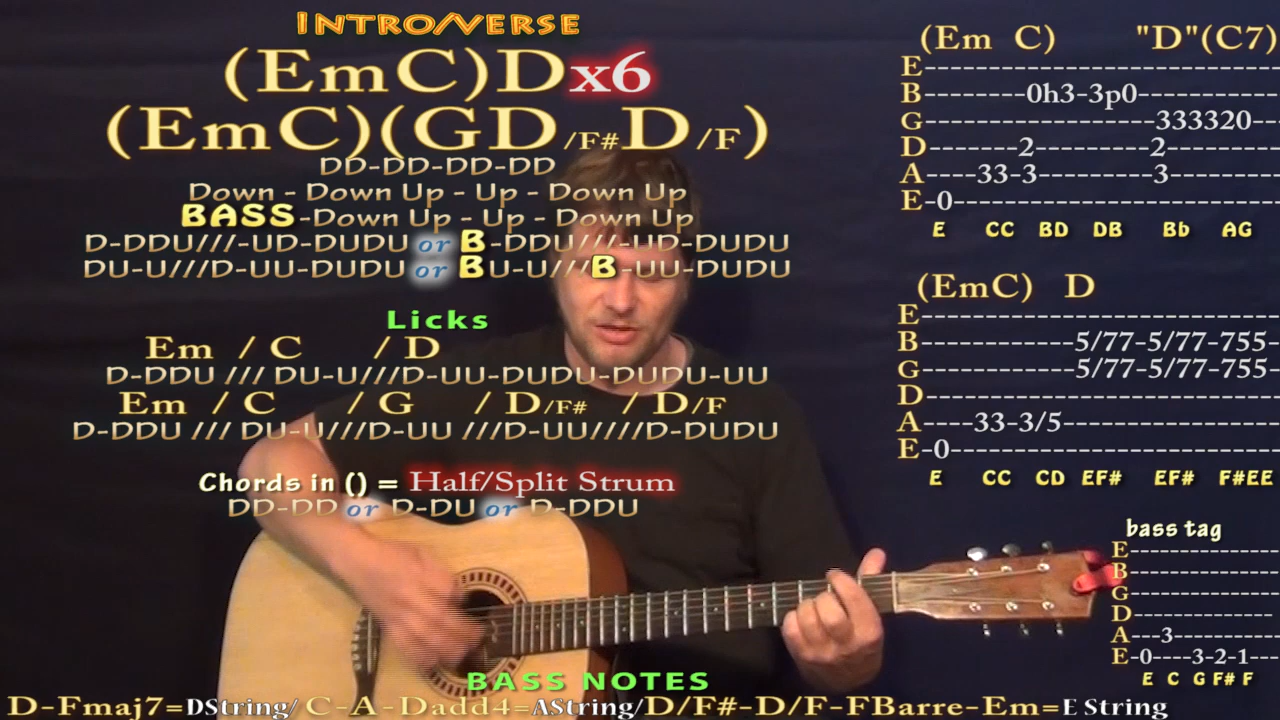 INTRO/VERSE
(EmC)Dx6
(EmC)(GD/F#D/F)
DD-DD-DD-DD
Down - Down Up - Up - Down Up
BASS-Down Up - Up - Down Up
D-DDU///-UD-DUDU or B-DDU///-UD-DUDU
DU-U///D-UU-DUDU or BU-U///B-UU-DUDU
Licks
Em / C / D
D-DDU /// DU-U///D-UU-DUDU-DUDU-UU
Em / C / G / D/F# / D/F
D-DDU /// DU-U///D-UU ///D-UU////D-DUDU
Chords in () = Half/Split Strum
DD-DD or D-DU or D-DDU
(Em C) "D"(C7)
E---------------------------------
B---------0h3-3p0-------------
G---------------------333320---
D--------2-----------2-----------
A----33-3-----------3-----------
E-0-------------------------------
E CC BD DB Bb AG
(EmC) D
E---------------------------------
B--------------5/77-5/77-755-
G--------------5/77-5/77-755-
D---------------------------------
A----33-3/5---------------------
E-0-------------------------------
E CC CD EF# EF# F#EE
bass tag
E---------------
B---------------
G---------------
D---------------
A---3-----------
E-0----3-2-1---
E C G F# F
BASS NOTES
D-Fmaj7=DString/ C-A-Dadd4=AString/D/F#-D/F-FBarre-Em=E String